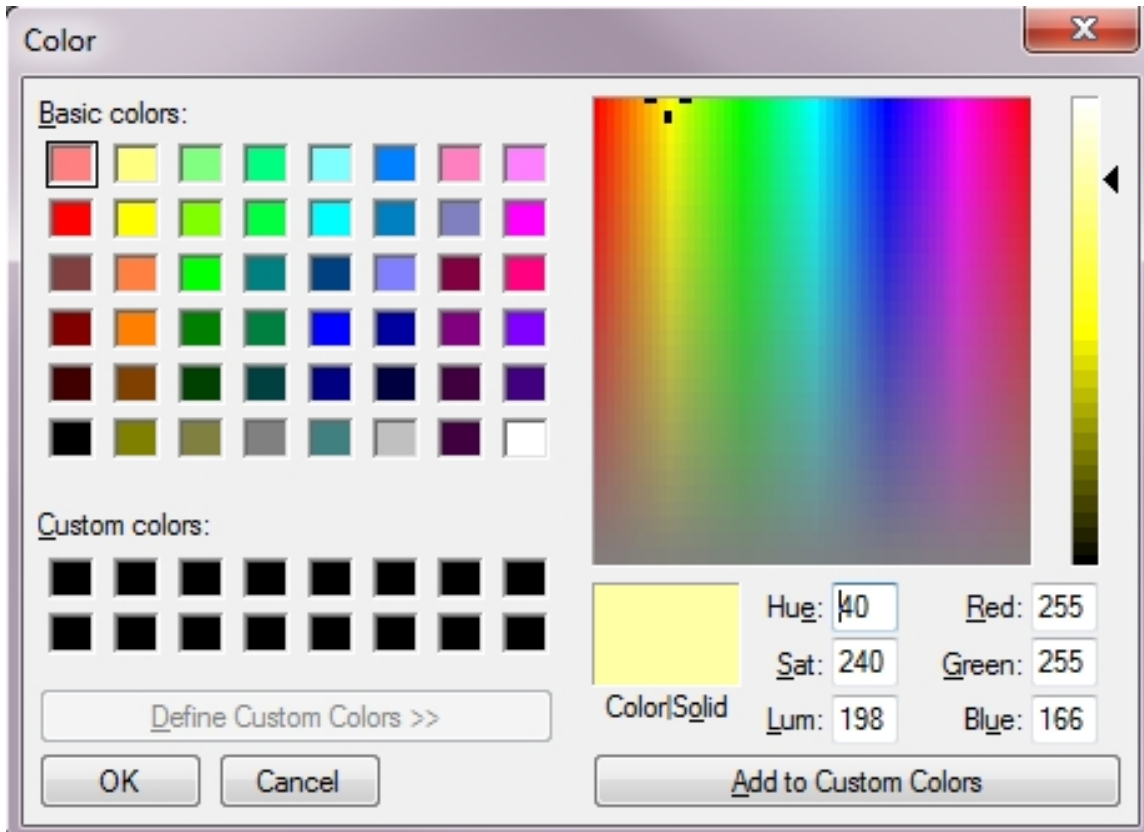 Color
Basic colors:
Custom colors:
Define Custom Colors >>
OK Cancel
Color|Solid
Hue: 40 Red: 255
Sat: 240 Green: 255
Lum: 198 Blue: 166
Add to Custom Colors